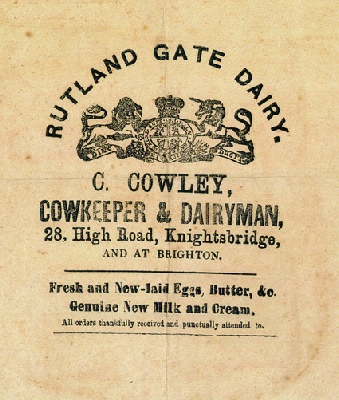 RUTLAND GATE DAIRY.
C. COWLEY,
COWKEEPER & DAIRYMAN,
28, High Road, Knightsbridge,
AND AT BRIGHTON.
Fresh and New-laid Eggs, Butter, &c.
Genuine New Milk and Cream.
All orders thankfully received and punctually attended to.